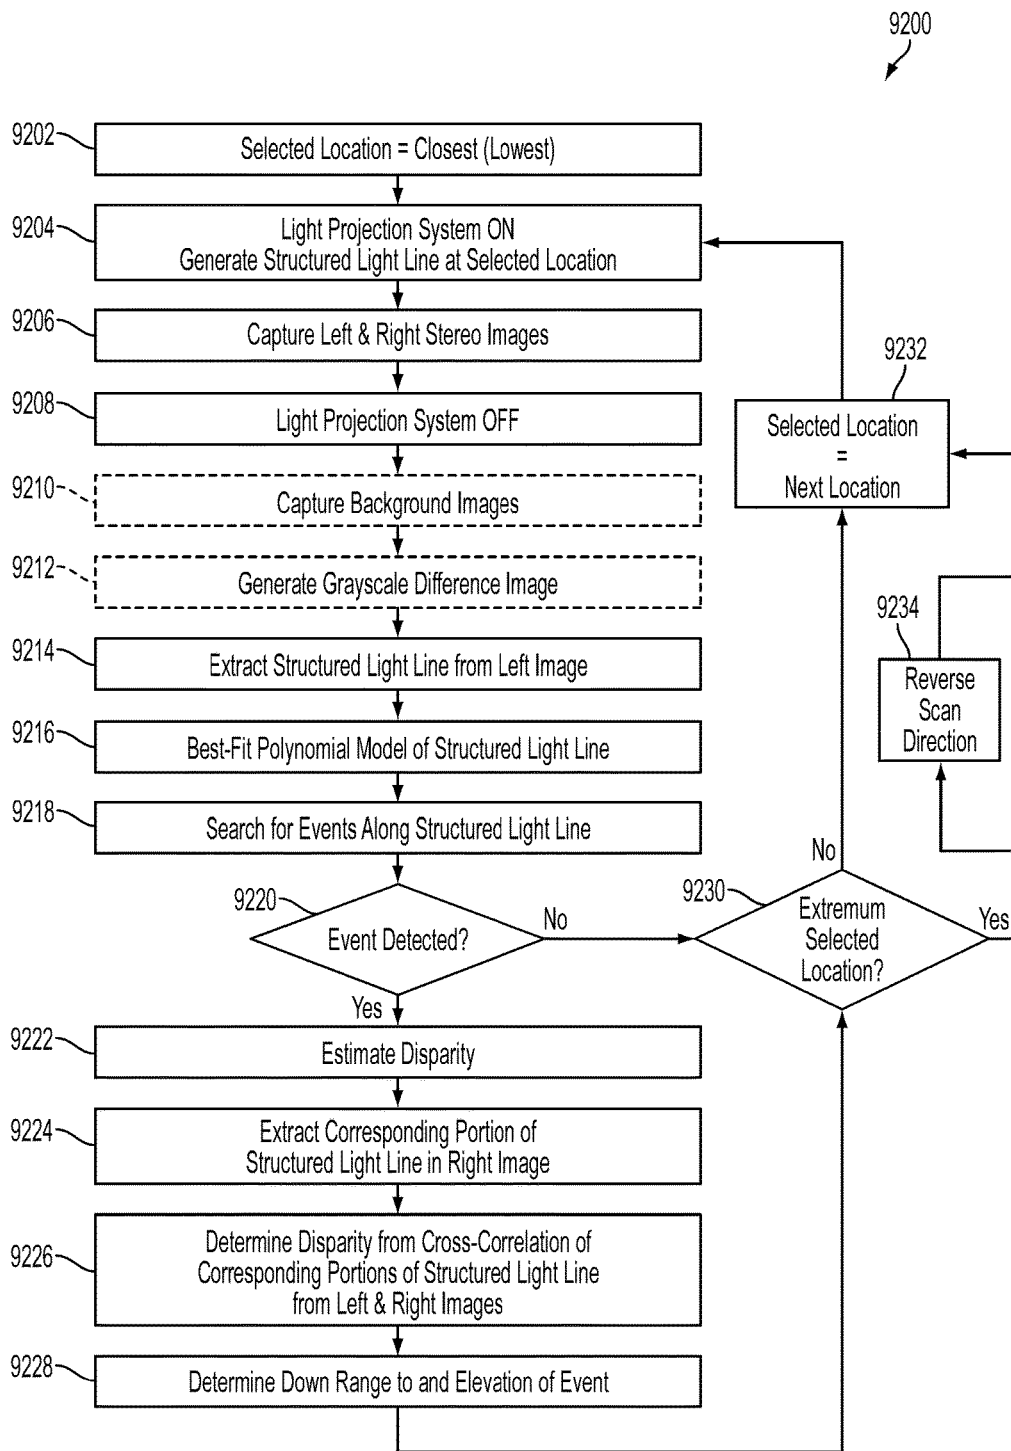 9200
9202
Selected Location = Closest (Lowest)
9204
Light Projection System ON
Generate Structured Light Line at Selected Location
9206
Capture Left & Right Stereo Images
9208
Light Projection System OFF
9210
Capture Background Images
9212
Generate Grayscale Difference Image
9214
Extract Structured Light Line from Left Image
9216
Best-Fit Polynomial Model of Structured Light Line
9218
Search for Events Along Structured Light Line
9220
Event Detected?
No
Yes
9222
Estimate Disparity
9224
Extract Corresponding Portion of
Structured Light Line in Right Image
9226
Determine Disparity from Cross-Correlation of
Corresponding Portions of Structured Light Line
from Left & Right Images
9228
Determine Down Range to and Elevation of Event
9230
Extremum
Selected
Location?
No
Yes
9232
Selected Location
=
Next Location
9234
Reverse
Scan
Direction